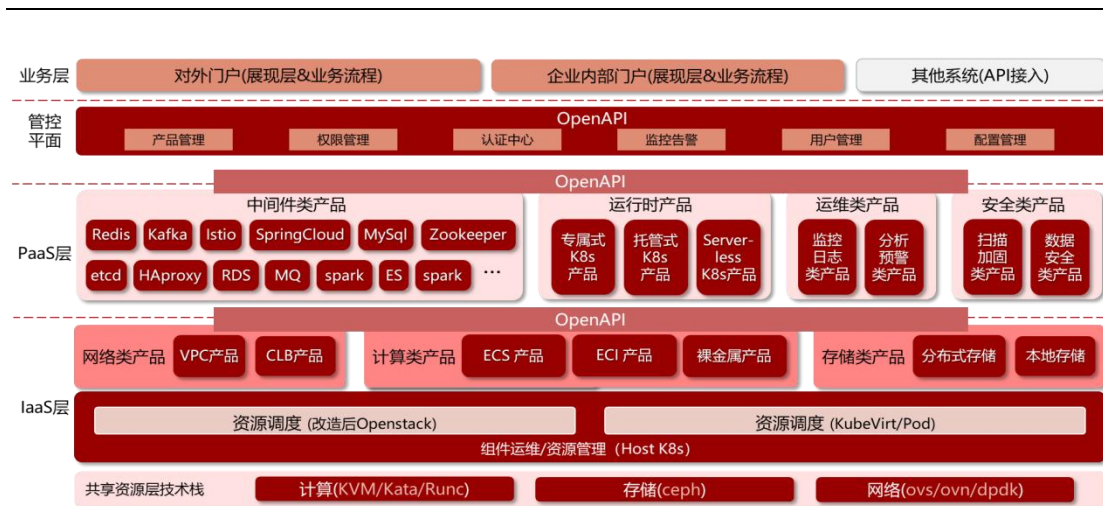 业务层
对外门户(展现层&业务流程)
企业内部门户(展现层&业务流程)
其他系统(API接入)
管控
平面
OpenAPI
产品管理
权限管理
认证中心
监控告警
用户管理
配置管理
OpenAPI
PaaS层
中间件类产品
Redis
Kafka
Istio
SpringCloud
MySql
Zookeeper
etcd
HAproxy
RDS
MQ
spark
ES
spark
...
运行时产品
专属式
K8s
产品
托管式
K8s
产品
Server-
less
K8s产品
运维类产品
监控
日志
类产品
分析
预警
类产品
安全类产品
扫描
加固
类产品
数据
安全
类产品
OpenAPI
IaaS层
网络类产品
VPC产品
CLB产品
计算类产品
ECS 产品
ECI 产品
裸金属产品
存储类产品
分布式存储
本地存储
资源调度 (改造后Openstack)
资源调度 (KubeVirt/Pod)
组件运维/资源管理（Host K8s）
共享资源层技术栈
计算(KVM/Kata/Runc)
存储(ceph)
网络(ovs/ovn/dpdk)